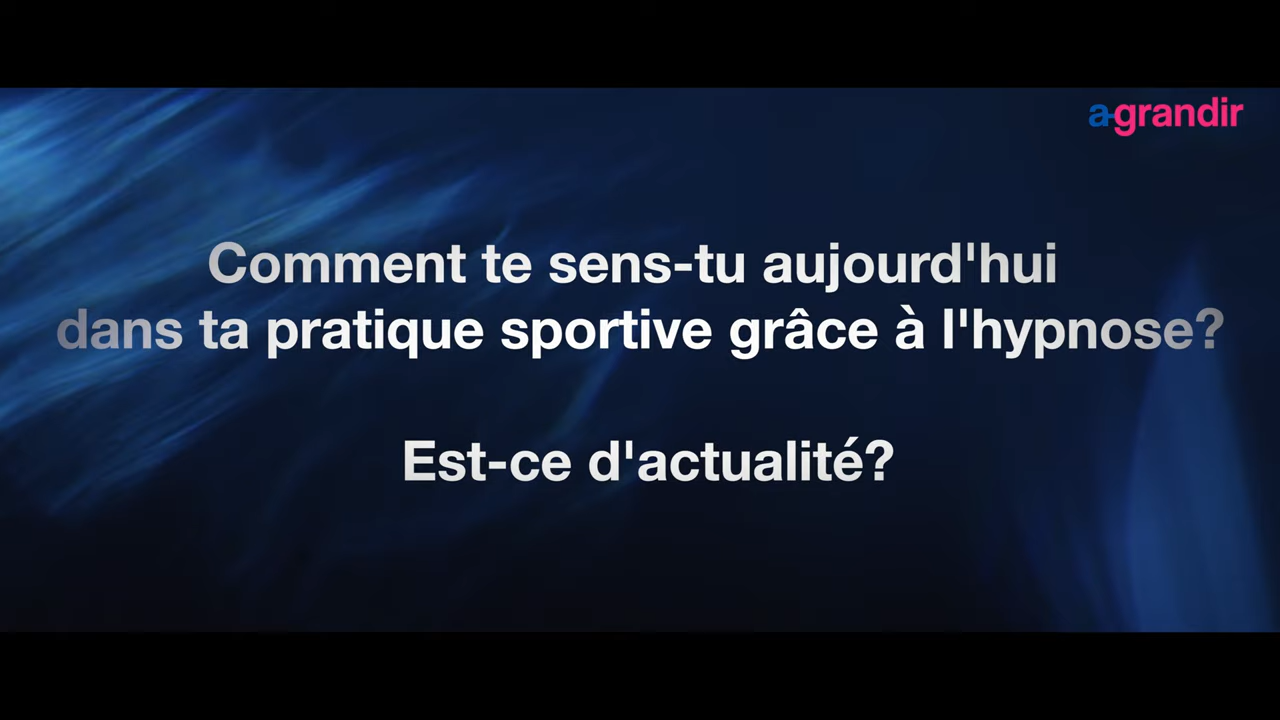 a-grandir
Comment te sens-tu aujourd'hui
dans ta pratique sportive grâce à l'hypnose?
Est-ce d'actualité?